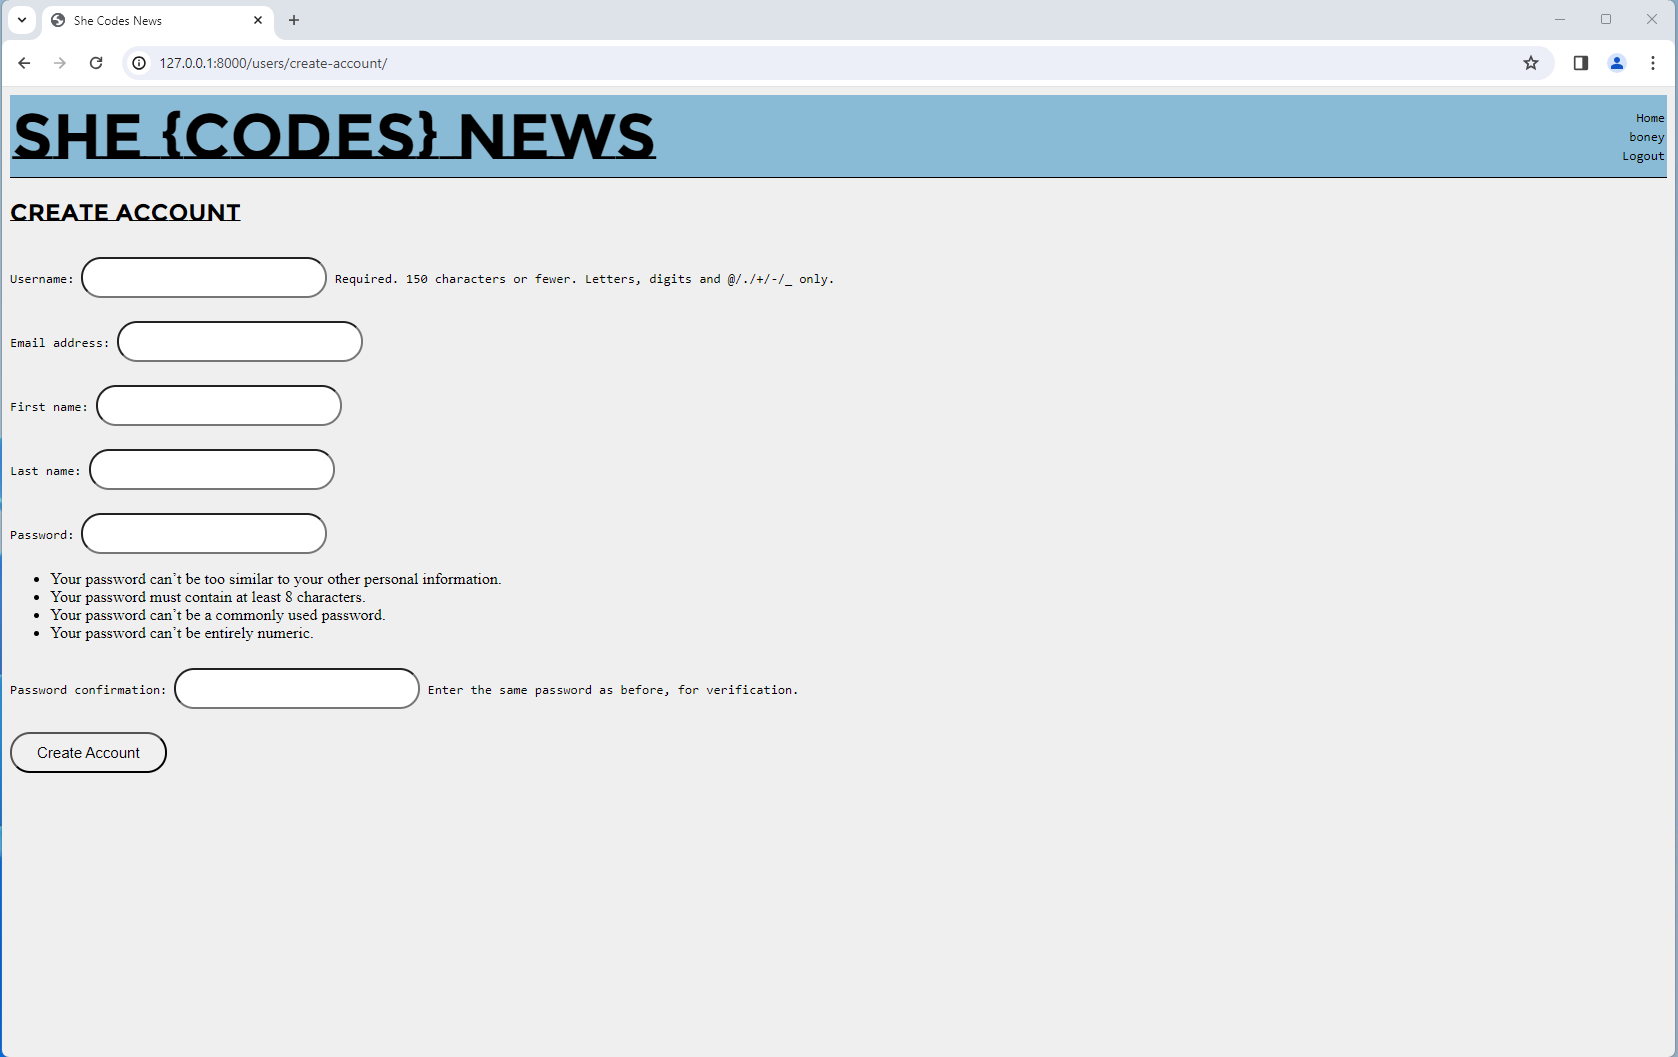 She Codes News
127.0.0.1:8000/users/create-account/
SHE {CODES} NEWS
Home
boney
Logout
CREATE ACCOUNT
Username: Required. 150 characters or fewer. Letters, digits and @/./+/-/_ only.
Email address:
First name:
Last name:
Password:
• Your password can’t be too similar to your other personal information.
• Your password must contain at least 8 characters.
• Your password can’t be a commonly used password.
• Your password can’t be entirely numeric.
Password confirmation: Enter the same password as before, for verification.
Create Account